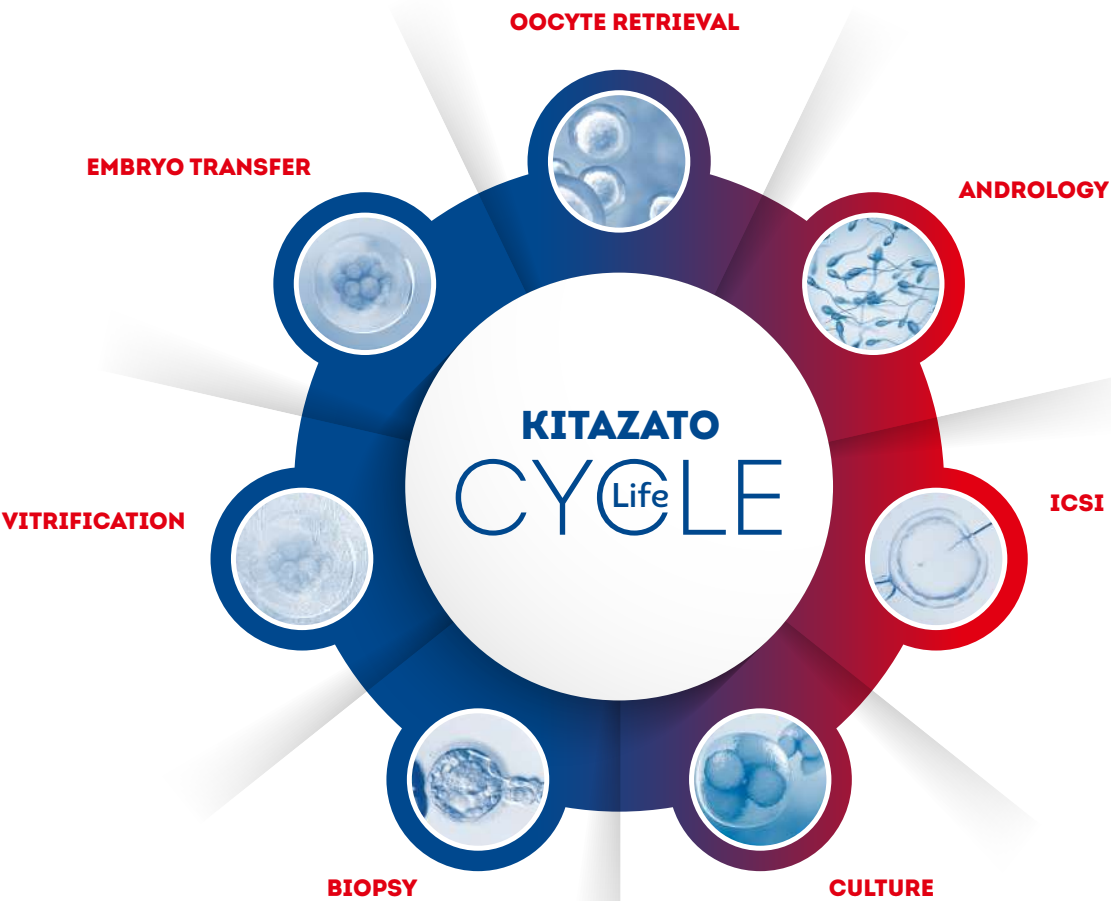 OOCYTE RETRIEVAL
EMBRYO TRANSFER
ANDROLOGY
KITAZATO
CYCLE
Life
VITRIFICATION
ICSI
BIOPSY
CULTURE